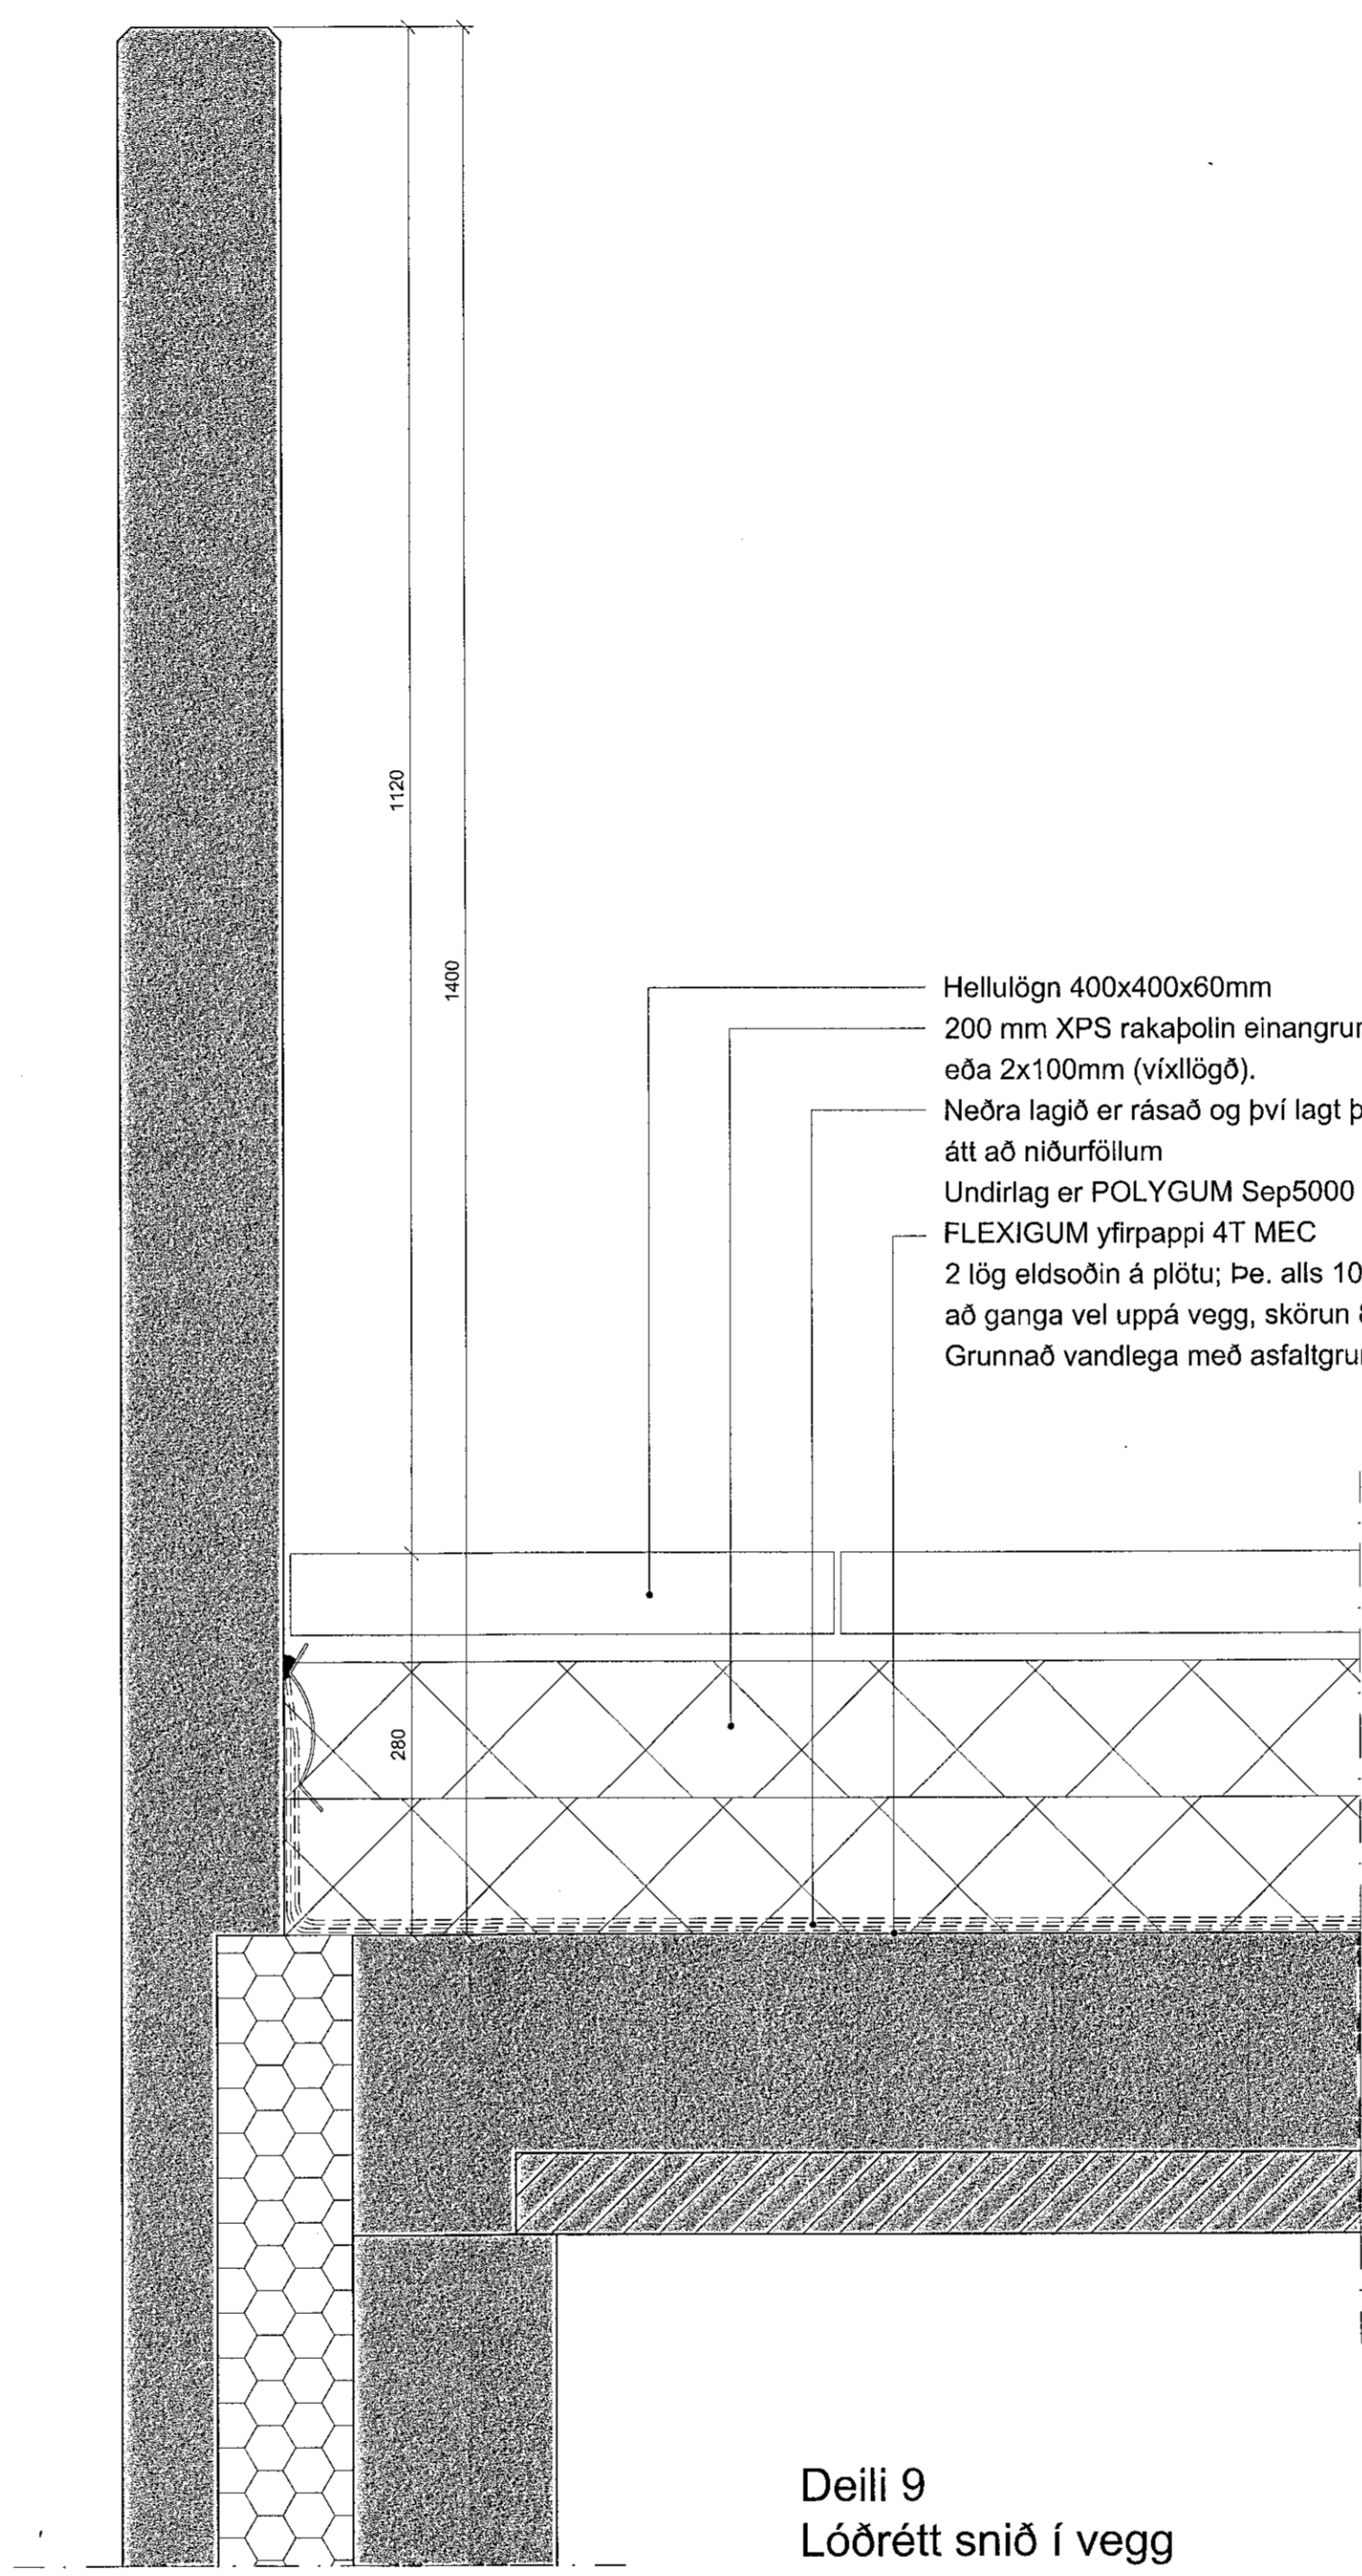 1120
1400
Hellulögn 400x400x60mm
200 mm XPS rakaþolin
eða 2x100mm (víxllögð).
Neðra lagið er rásað og því lagt
átt að niðurföllum
Undirlag er POLYGUM Sep5000
FLEXIGUM yfirpappi 4T MEC
2 lög eldsoðin á plötu; Þe. alls 10
að ganga vel uppá vegg, skörun
Grunnað vandlega með
280
Deili 9
Lóðrétt snið í vegg